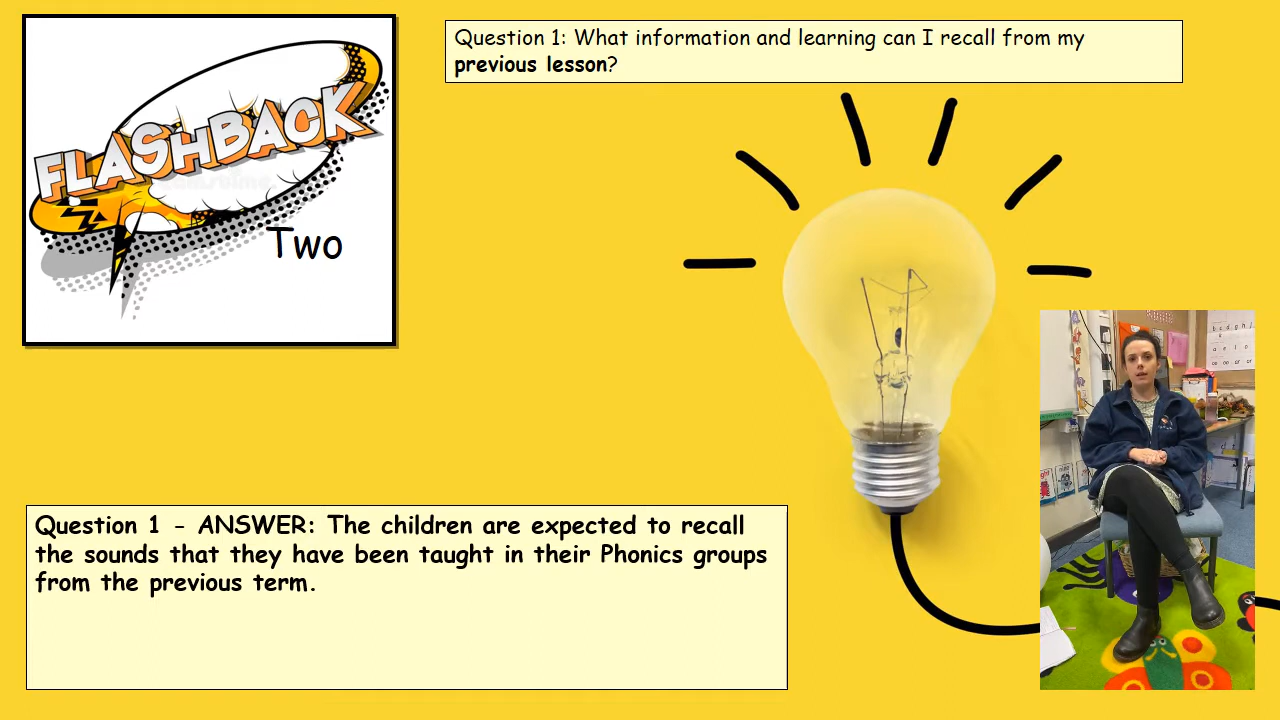 FLASHBACK
Two
Question 1: What information and learning can I recall from my
previous lesson?
Question 1 - ANSWER: The children are expected to recall
the sounds that they have been taught in their Phonics groups
from the previous term.